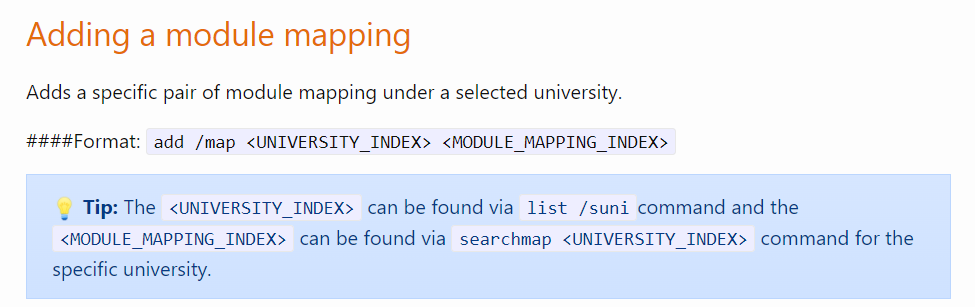 Adding a module mapping
Adds a specific pair of module mapping under a selected university.
####Format: add /map <UNIVERSITY_INDEX> <MODULE_MAPPING_INDEX>
💡 Tip: The <UNIVERSITY_INDEX> can be found via list /suni command and the
<MODULE_MAPPING_INDEX> can be found via searchmap <UNIVERSITY_INDEX> command for the
specific university.